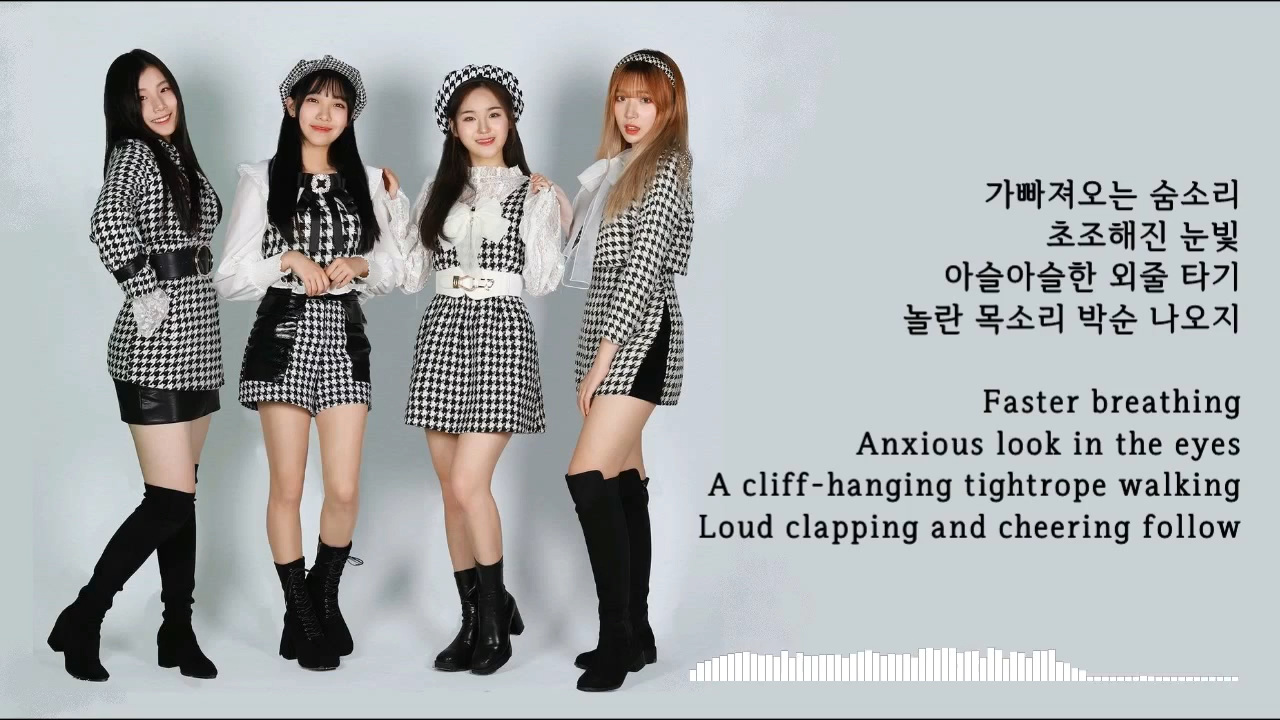 가빠져오는 숨소리
초조해진 눈빛
아슬아슬한 외줄 타기
놀란 목소리 박순 나오지
Faster breathing
Anxious look in the eyes
A cliff-hanging tightrope walking
Loud clapping and cheering follow